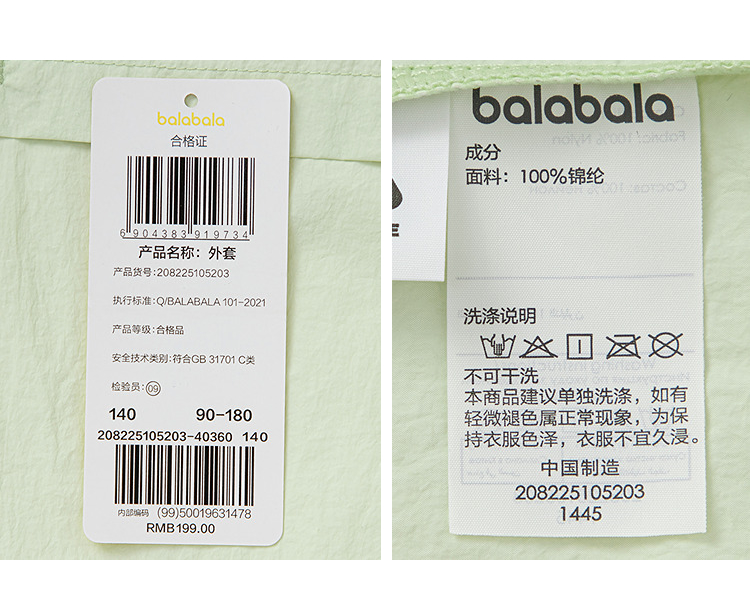 balabala
合格证
6 904383 919734
产品名称：外套
产品货号：208225105203
执行标准：Q/BALABALA 101-2021
产品等级：合格品
安全技术类别：符合GB 31701 C类
检验员：09
140 90-180
208225105203-40360 140
内部编码 (99)50019631478
RMB199.00
balabala
Fabric/100% Nylon
成分
面料：100%锦纶
洗涤说明
不可干洗
本商品建议单独洗涤，如有
轻微褪色属正常现象，为保
持衣服色泽，衣服不宜久浸。
中国制造
208225105203
1445